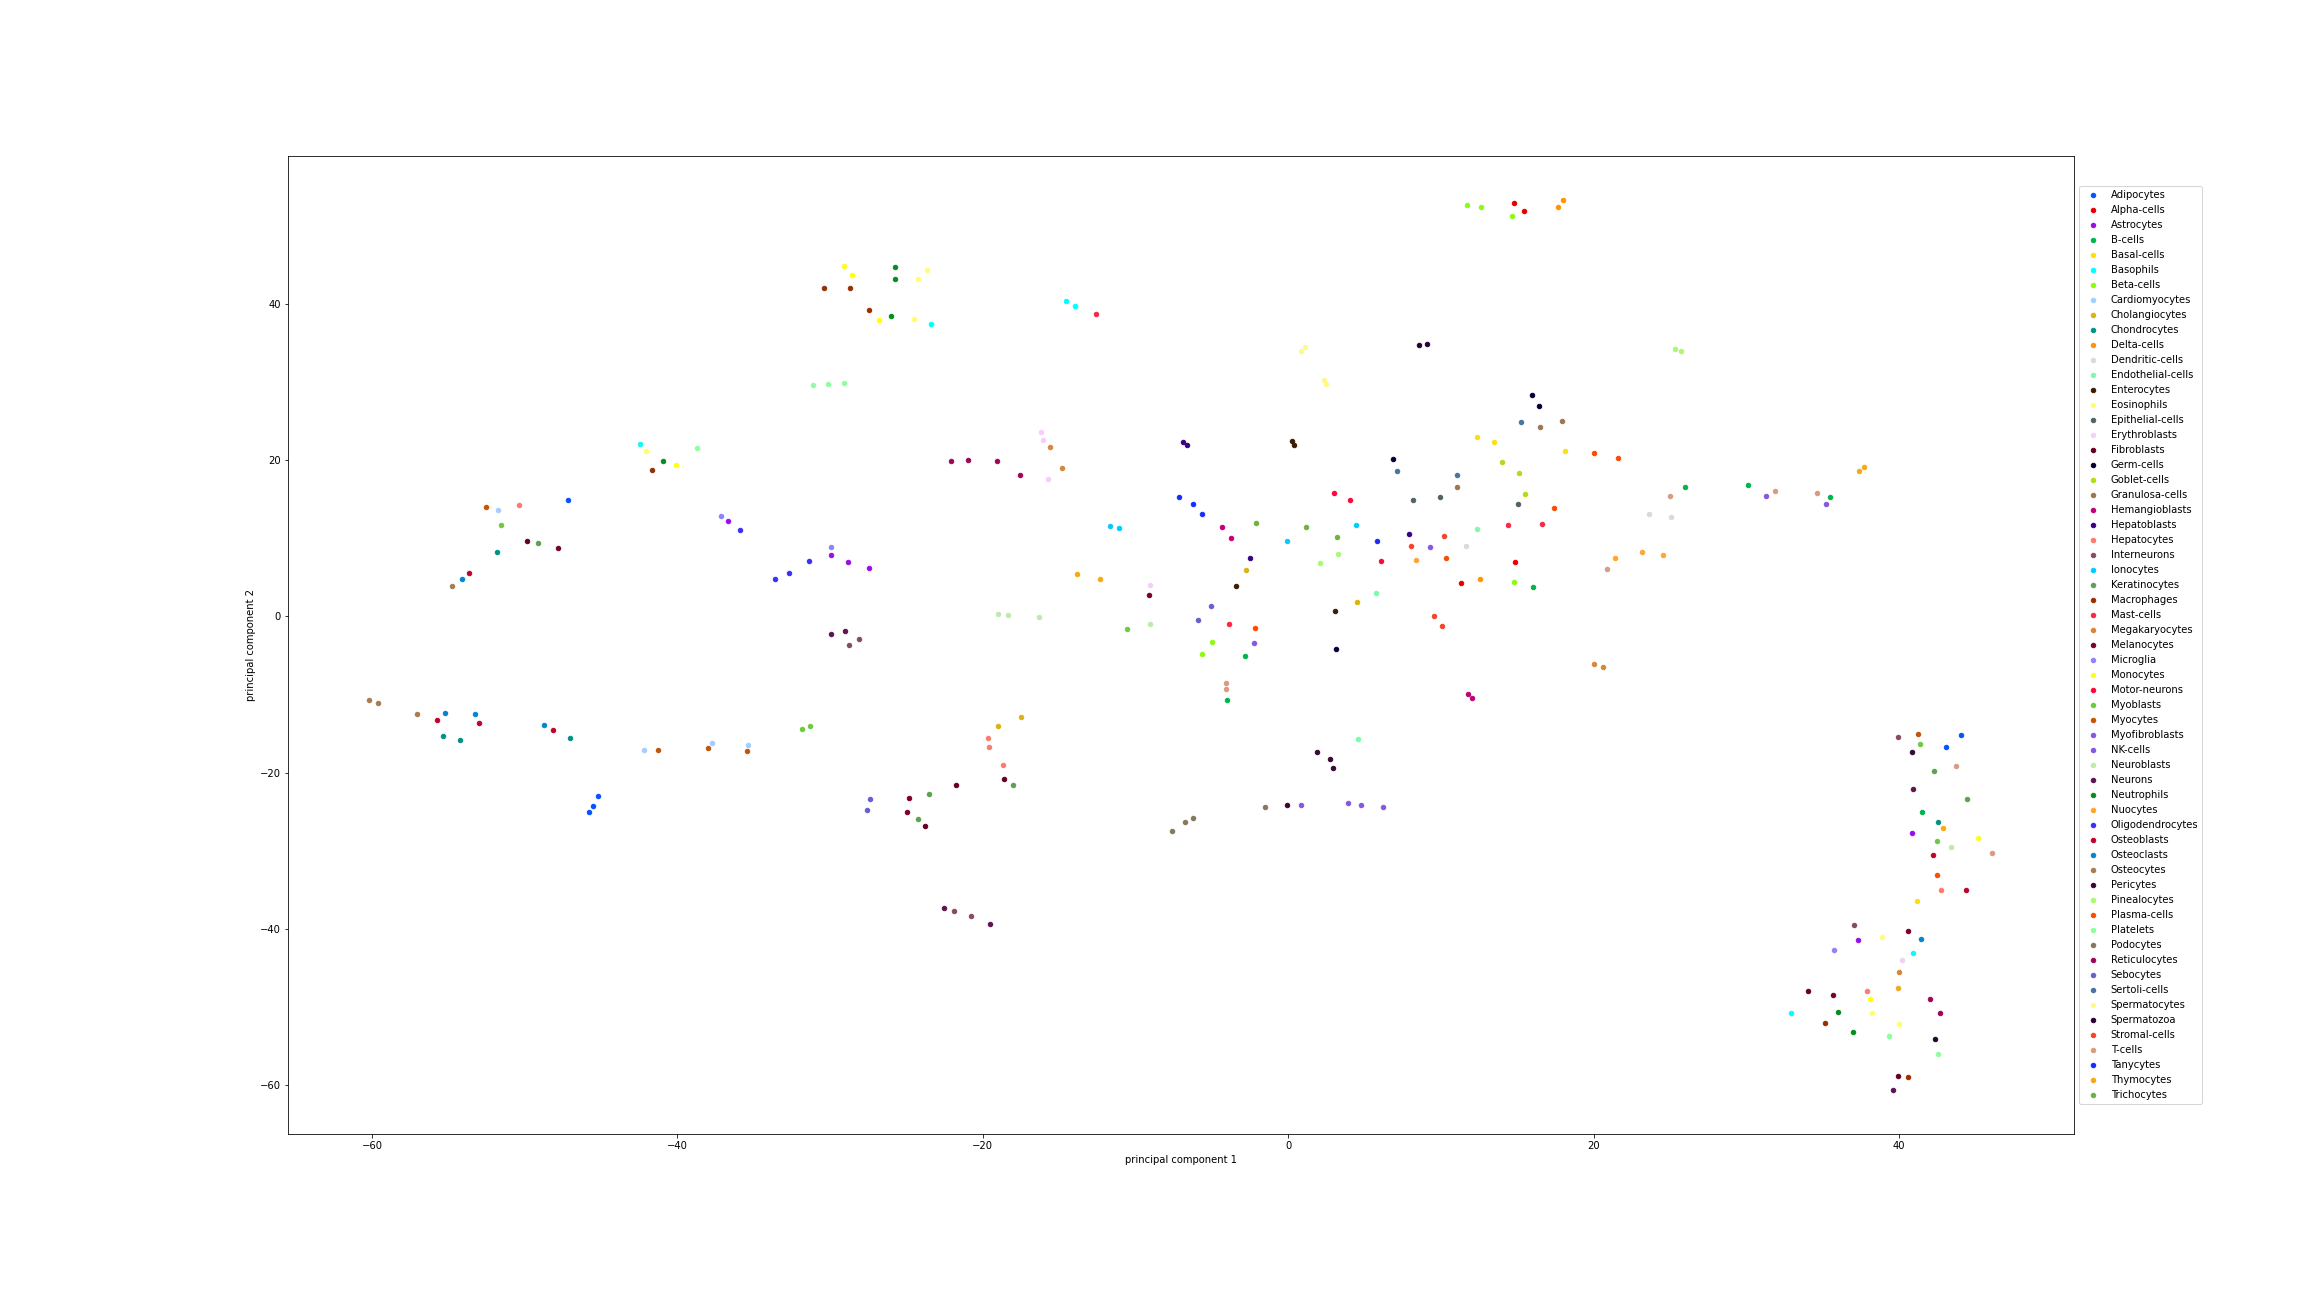 principal component 2
40
20
0
−20
−40
−60
−60
−40
−20
0
20
40
principal component 1
Adipocytes
Alpha-cells
Astrocytes
B-cells
Basal-cells
Basophils
Beta-cells
Cardiomyocytes
Cholangiocytes
Chondrocytes
Delta-cells
Dendritic-cells
Endothelial-cells
Enterocytes
Eosinophils
Epithelial-cells
Erythroblasts
Fibroblasts
Germ-cells
Goblet-cells
Granulosa-cells
Hemangioblasts
Hepatoblasts
Hepatocytes
Interneurons
Ionocytes
Keratinocytes
Macrophages
Mast-cells
Megakaryocytes
Melanocytes
Microglia
Monocytes
Motor-neurons
Myoblasts
Myocytes
Myofibroblasts
NK-cells
Neuroblasts
Neurons
Neutrophils
Nuocytes
Oligodendrocytes
Osteoblasts
Osteoclasts
Osteocytes
Pericytes
Pinealocytes
Plasma-cells
Platelets
Podocytes
Reticulocytes
Sebocytes
Sertoli-cells
Spermatocytes
Spermatozoa
Stromal-cells
T-cells
Tanycytes
Thymocytes
Trichocytes